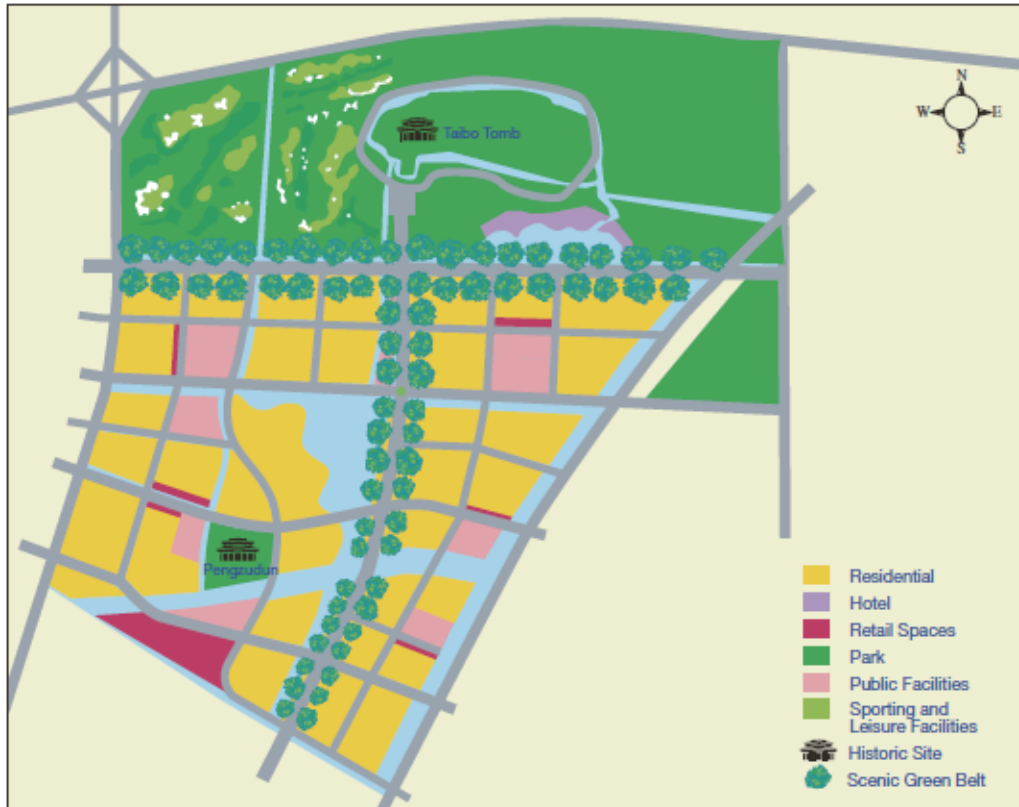 N
W E
S
Taibo Tomb
Pengzudun
Residential
Hotel
Retail Spaces
Park
Public Facilities
Sporting and
Leisure Facilities
Historic Site
Scenic Green Belt